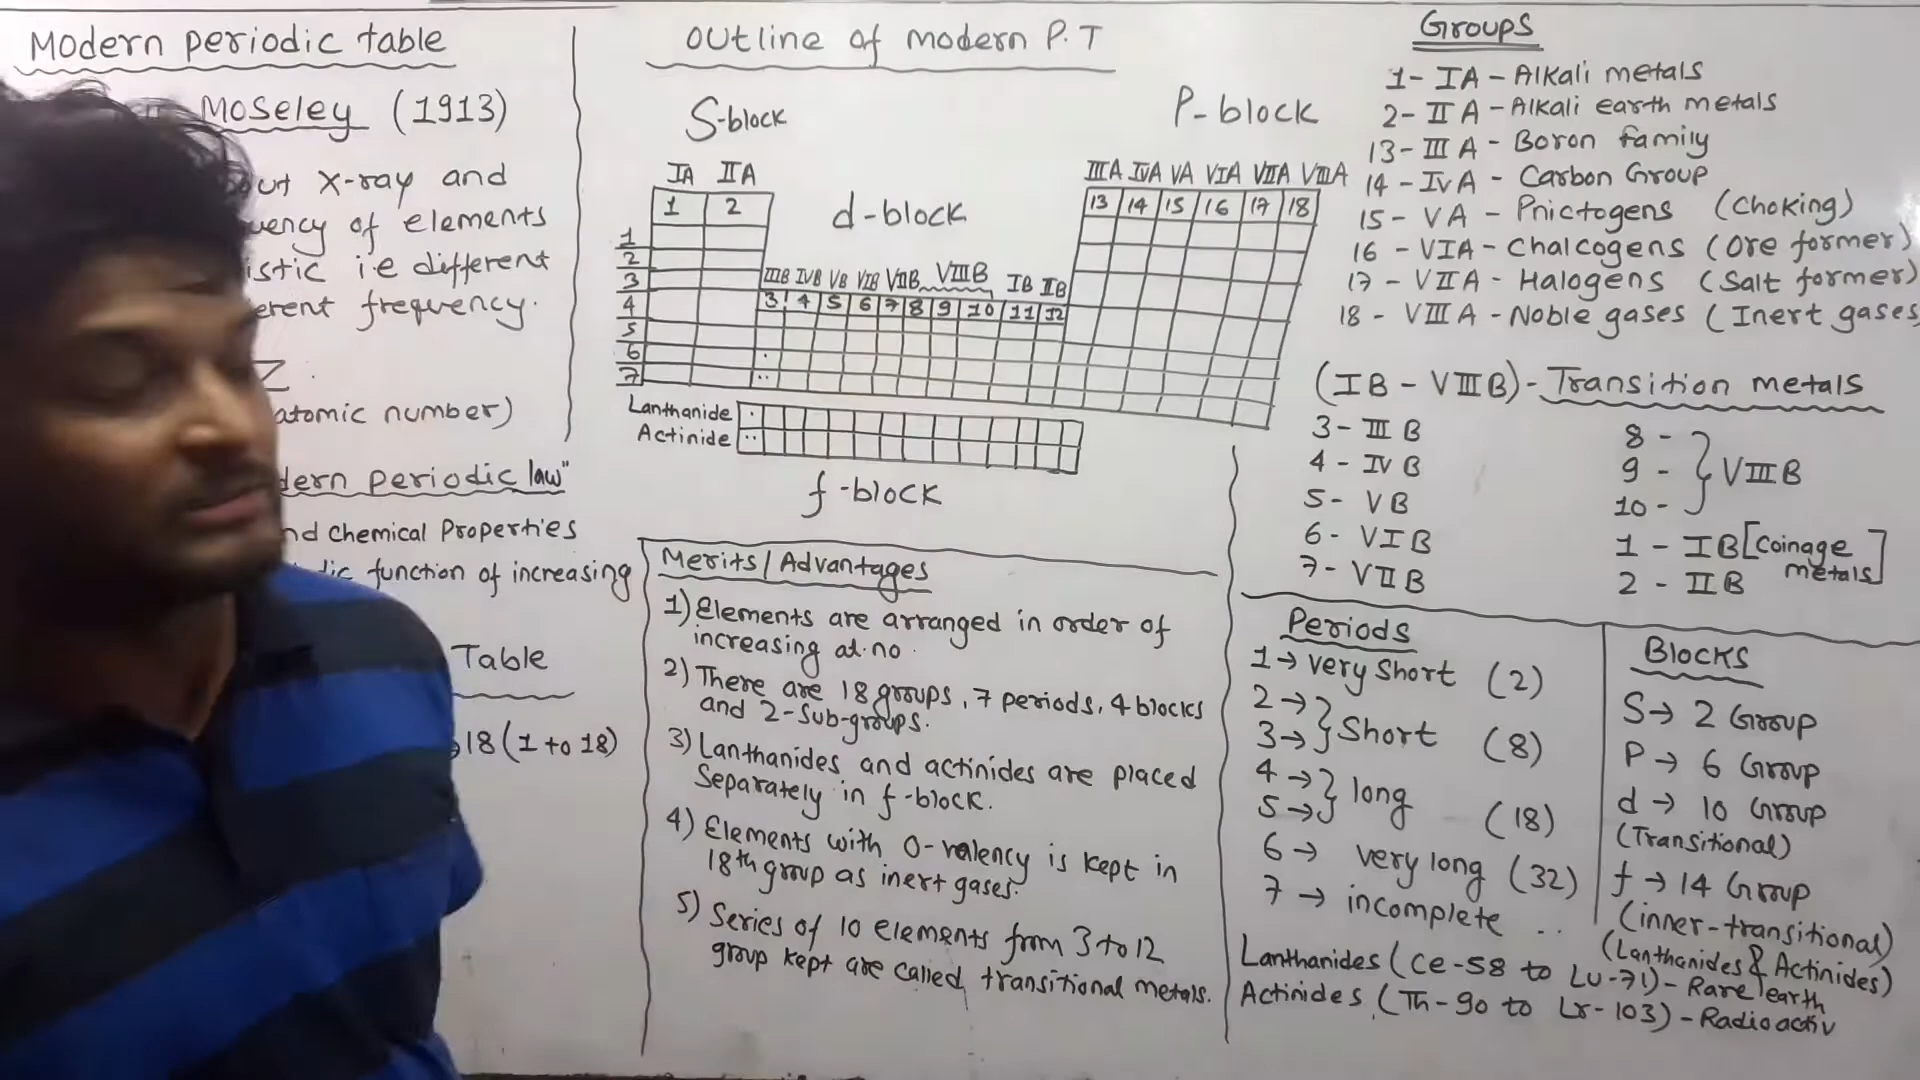 Modern periodic table
Moseley (1913)
out X-ray and
uency of elements
istic i.e different
erent frequency.
Z
atomic number)
dern periodic law"
nd chemical Properties
dic function of increasing
Table
18 (1 to 18)
Outline of modern P.T
S-block
P-block
IA IIA
IIIA IVA VA VIA VIIA VIIIA
1 2
13 14 15 16 17 18
d-block
1
2
3
IIIB IVB VB VIB VIIB VIIIB IB IIB
4
3 4 5 6 7 8 9 10 11 12
5
6
7
Lanthanide
Actinide
f-block
Merits/Advantages
1) Elements are arranged in order of
increasing at.no.
2) There are 18 groups, 7 periods, 4 blocks
and 2-sub-groups.
3) Lanthanides and actinides are placed
Separately in f-block.
4) Elements with 0-valency is kept in
18th group as inert gases.
5) Series of 10 elements from 3 to 12
group kept are called transitional metals.
Groups
1- IA - Alkali metals
2- II A - Alkali earth metals
13- III A - Boron family
14 - IVA - Carbon Group
15 - VA - Pnictogens (choking)
16 - VIA - Chalcogens (Ore former)
17 - VIIA - Halogens (Salt former)
18 - VIIIA - Noble gases (Inert gases
(IB - VIIIB) - Transition metals
3- III B
4 - IV B
5- VB
6- VIB
7- VIIB
8 -
9 - } VIIIB
10 -
1 - IB [Coinage
metals]
2 - II B
Periods
1→ very short (2)
2→
3→} Short (8)
4→
5→} long (18)
6→ very long (32)
7→ incomplete ..
Blocks
S→ 2 Group
P→ 6 Group
d→ 10 Group
(Transitional)
f→ 14 Group
(inner-transitional)
(Lanthanides & Actinides)
Lanthanides (Ce-58 to Lu-71) - Rare earth
Actinides (Th-90 to Lr-103) - Radioactiv